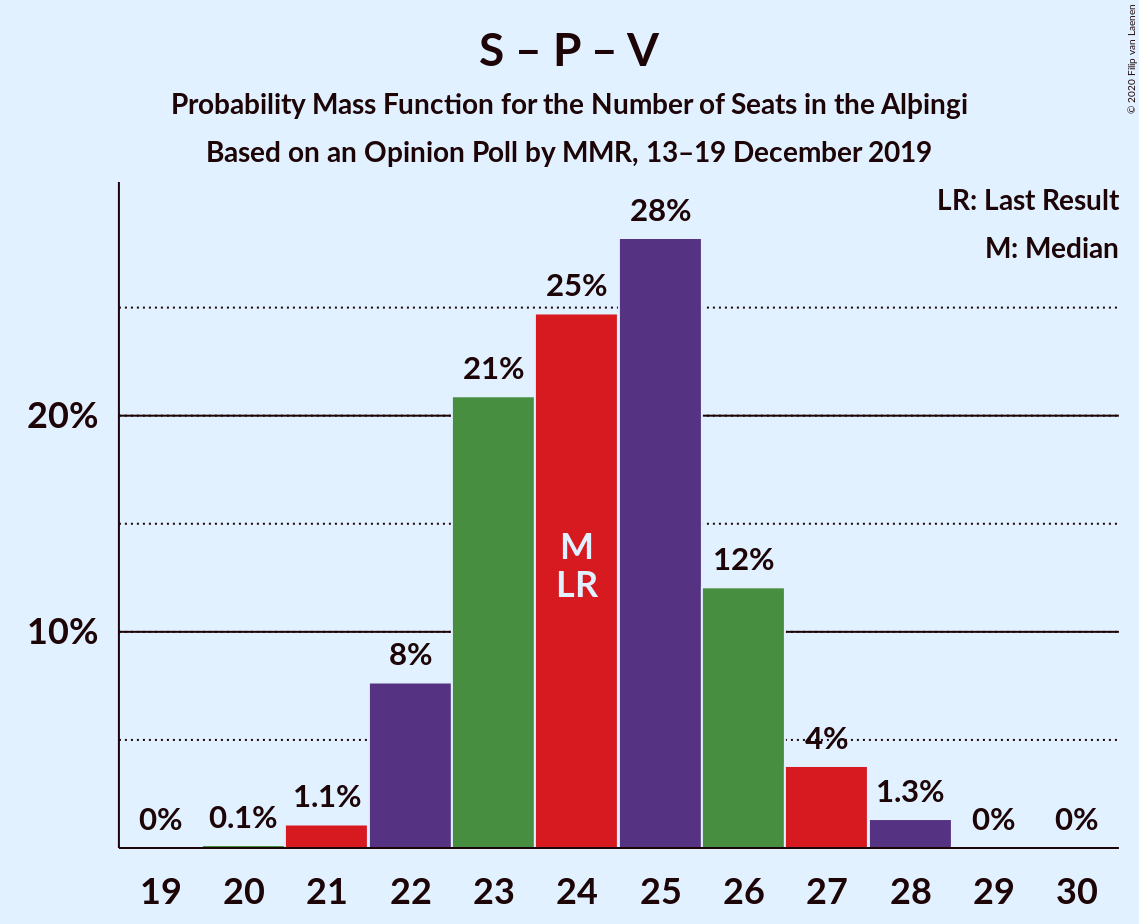 S – P – V
Probability Mass Function for the Number of Seats in the Alþingi
Based on an Opinion Poll by MMR, 13–19 December 2019
© 2020 Filip van Laenen
LR: Last Result
M: Median
28%
25%
21%
20%
12%
M
LR
10%
8%
4%
1.3%
1.1%
0%
0.1%
0%
0%
19 20 21 22 23 24 25 26 27 28 29 30